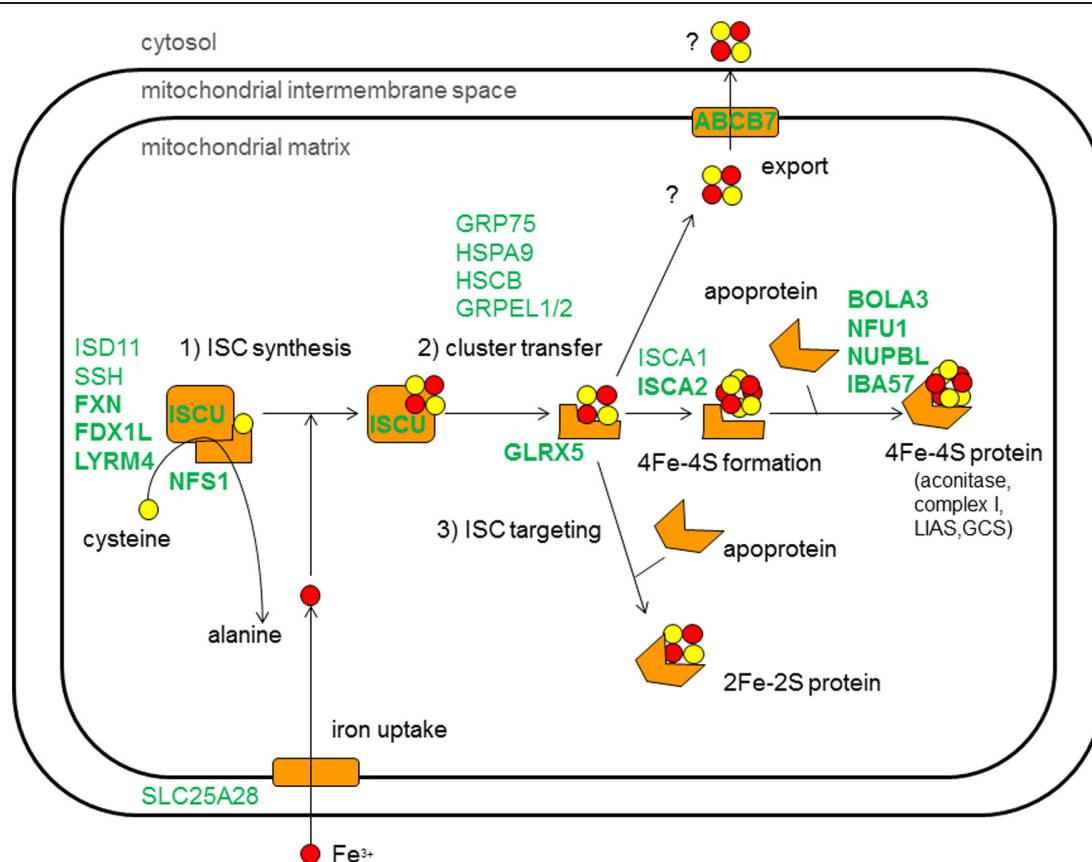 cytosol
?
mitochondrial intermembrane space
ABCB7
mitochondrial matrix
export
?
GRP75
HSPA9
HSCB
GRPEL1/2
apoprotein
BOLA3
NFU1
NUPBL
IBA57
ISD11
SSH
FXN
FDX1L
LYRM4
1) ISC synthesis
2) cluster transfer
ISCA1
ISCA2
ISCU
ISCU
NFS1
GLRX5
4Fe-4S formation
4Fe-4S protein
(aconitase,
complex I,
LIAS,GCS)
cysteine
3) ISC targeting
apoprotein
alanine
2Fe-2S protein
iron uptake
SLC25A28
Fe³⁺